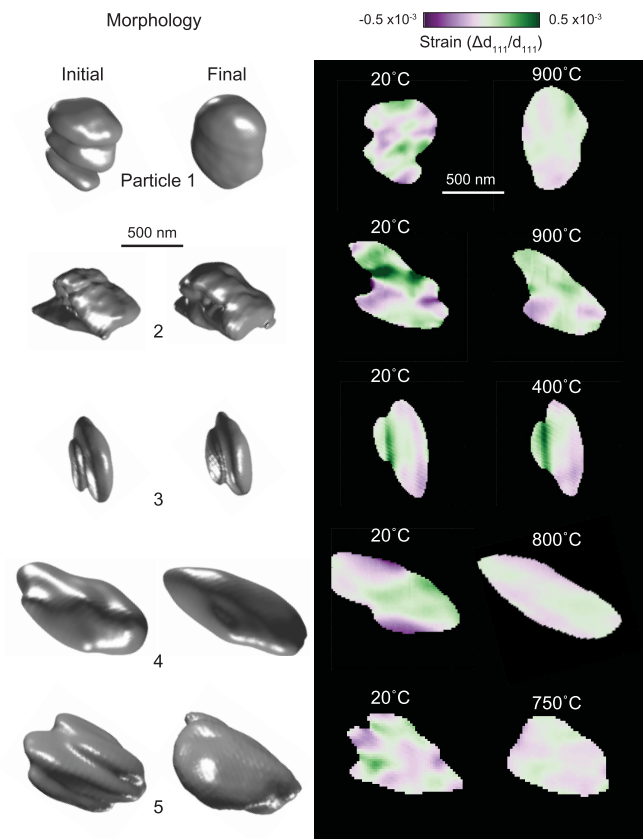 Morphology
-0.5 x10⁻³ 0.5 x10⁻³
Strain (Δd₁₁₁/d₁₁₁)
Initial Final
20˚C 900˚C
Particle 1
500 nm
500 nm
20˚C 900˚C
2
20˚C 400˚C
3
20˚C 800˚C
4
20˚C 750˚C
5